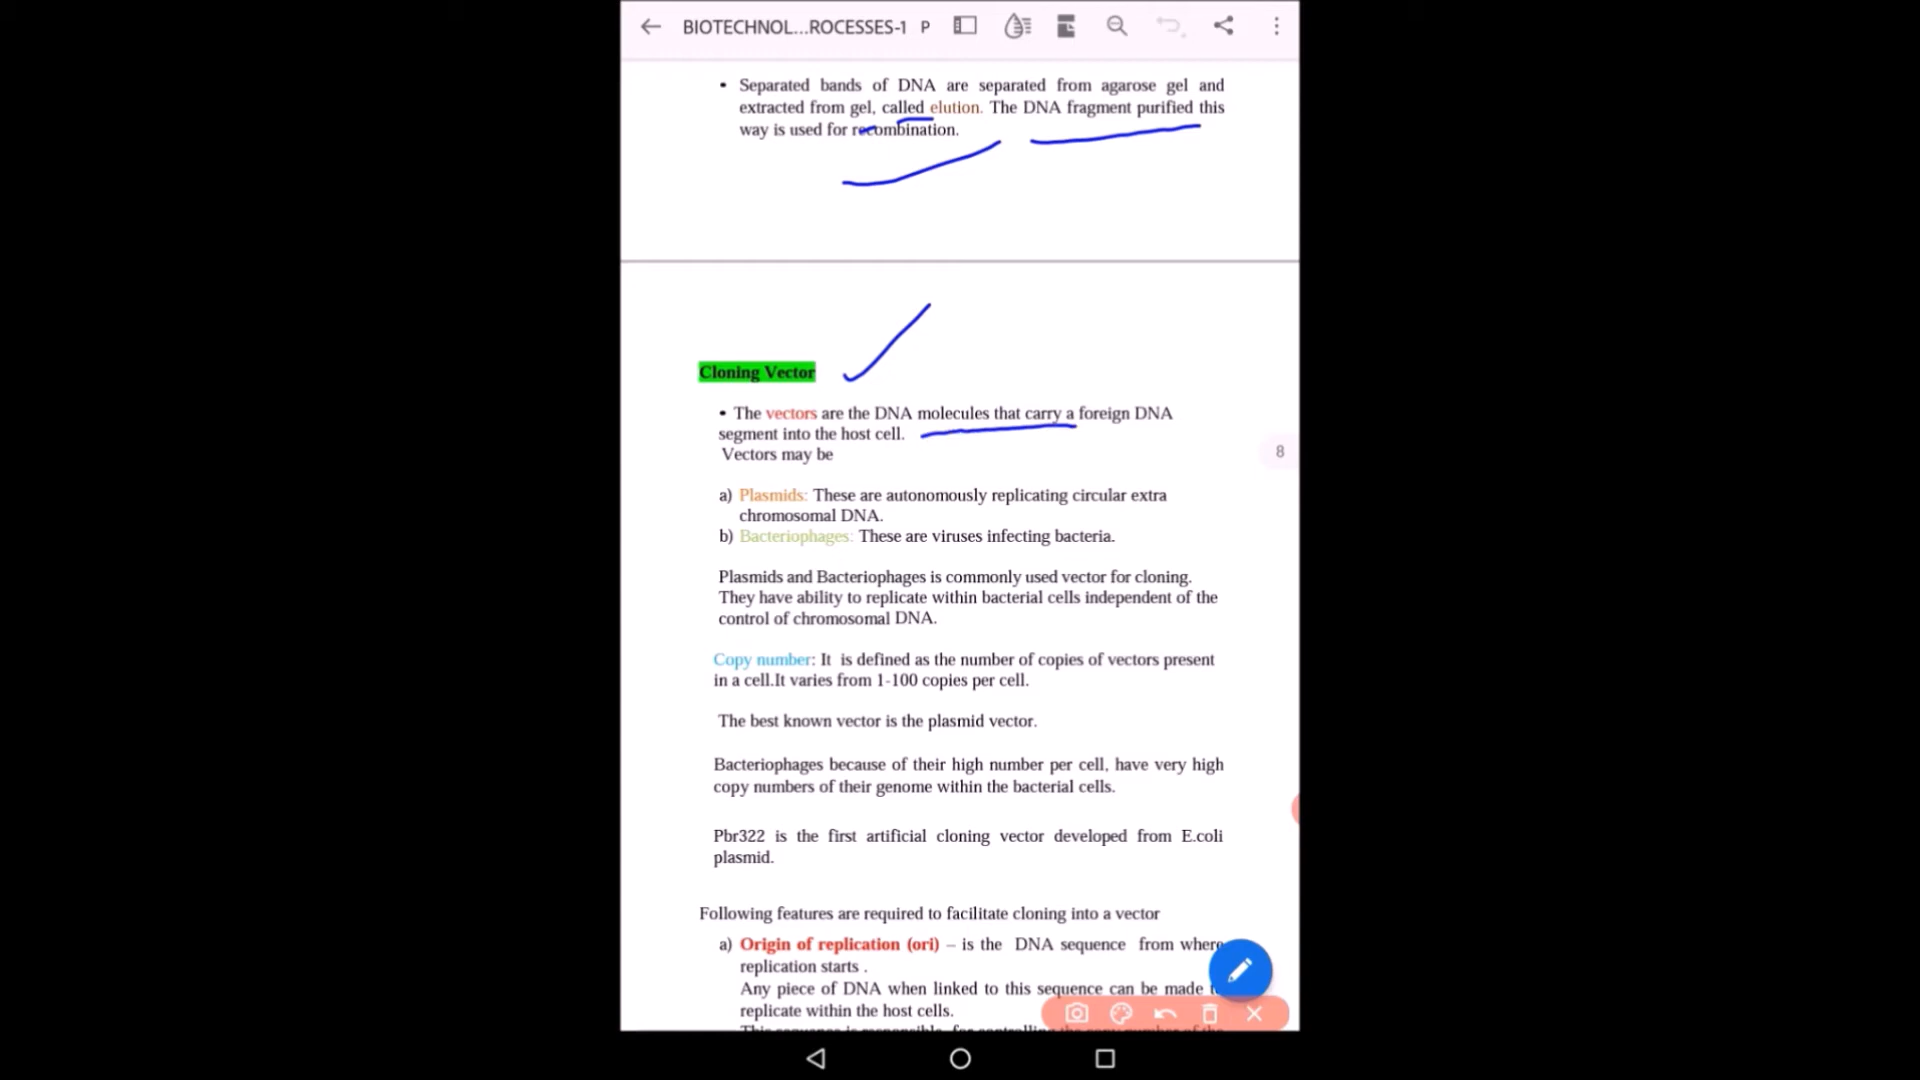 BIOTECHNOL...ROCESSES-1 P
• Separated bands of DNA are separated from agarose gel and
extracted from gel, called elution. The DNA fragment purified this
way is used for recombination.
Cloning Vector
• The vectors are the DNA molecules that carry a foreign DNA
segment into the host cell.
8
Vectors may be
a) Plasmids: These are autonomously replicating circular extra
chromosomal DNA.
b) Bacteriophages: These are viruses infecting bacteria.
Plasmids and Bacteriophages is commonly used vector for cloning.
They have ability to replicate within bacterial cells independent of the
control of chromosomal DNA.
Copy number: It is defined as the number of copies of vectors present
in a cell.It varies from 1-100 copies per cell.
The best known vector is the plasmid vector.
Bacteriophages because of their high number per cell, have very high
copy numbers of their genome within the bacterial cells.
Pbr322 is the first artificial cloning vector developed from E.coli
plasmid.
Following features are required to facilitate cloning into a vector
a) Origin of replication (ori) – is the DNA sequence from where
replication starts .
Any piece of DNA when linked to this sequence can be made
replicate within the host cells.